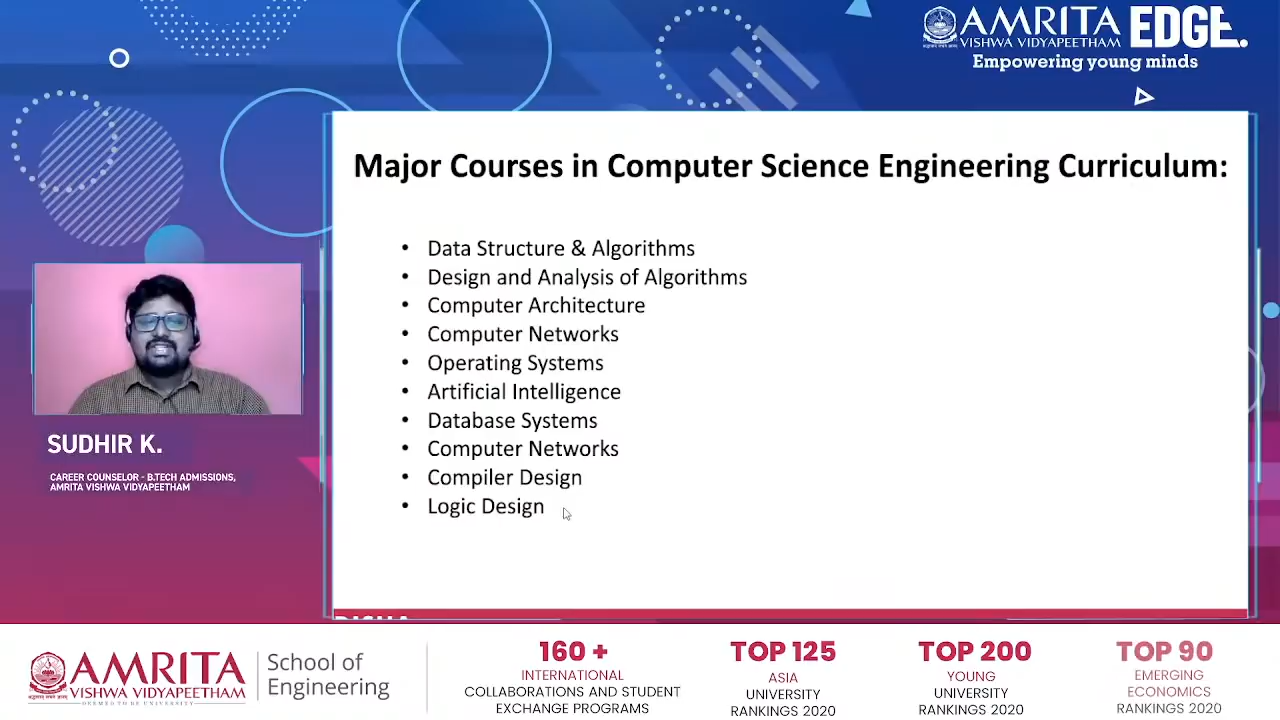 AMRITA EDGE.
VISHWA VIDYAPEETHAM
Empowering young minds
Major Courses in Computer Science Engineering Curriculum:
• Data Structure & Algorithms
• Design and Analysis of Algorithms
• Computer Architecture
• Computer Networks
• Operating Systems
• Artificial Intelligence
• Database Systems
• Computer Networks
• Compiler Design
• Logic Design
SUDHIR K.
CAREER COUNSELOR - B.TECH ADMISSIONS,
AMRITA VISHWA VIDYAPEETHAM
AMRITA
VISHWA VIDYAPEETHAM
DEEMED TO BE UNIVERSITY
School of
Engineering
160 +
INTERNATIONAL
COLLABORATIONS AND STUDENT
EXCHANGE PROGRAMS
TOP 125
ASIA
UNIVERSITY
RANKINGS 2020
TOP 200
YOUNG
UNIVERSITY
RANKINGS 2020
TOP 90
EMERGING
ECONOMICS
RANKINGS 2020